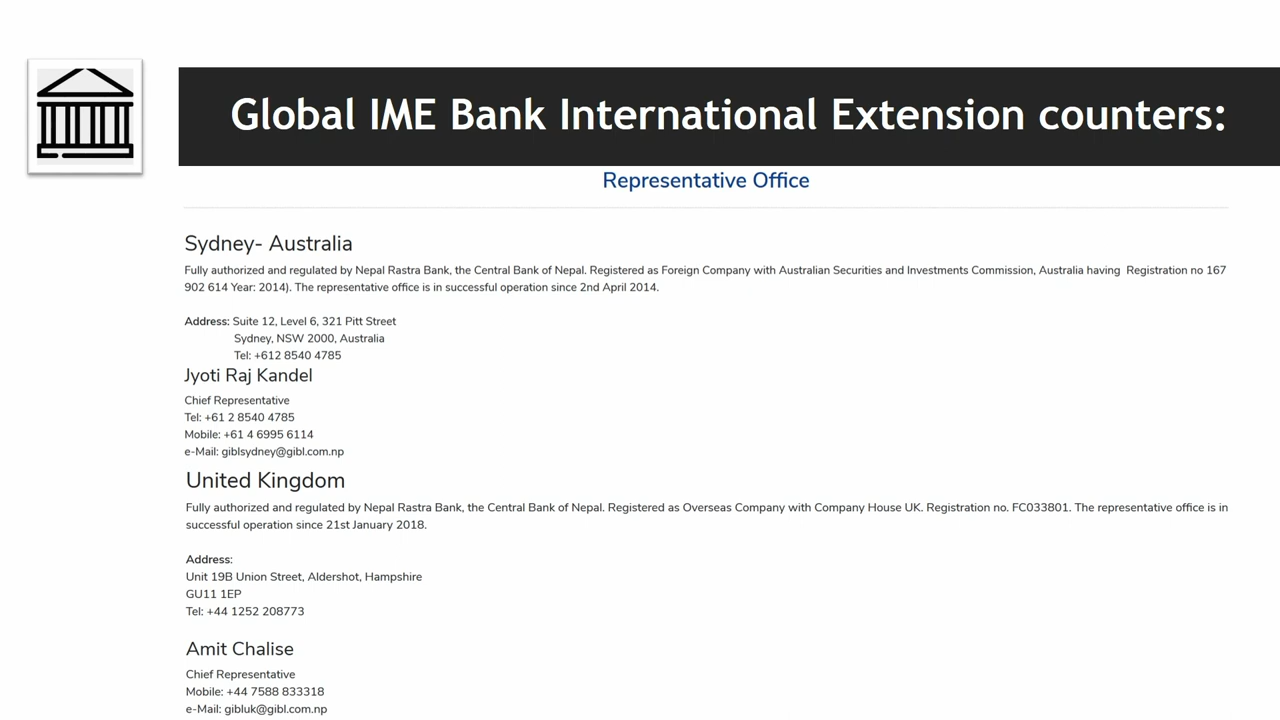 Global IME Bank International Extension counters:
Representative Office
Sydney- Australia
Fully authorized and regulated by Nepal Rastra Bank, the Central Bank of Nepal. Registered as Foreign Company with Australian Securities and Investments Commission, Australia having Registration no 167
902 614 Year: 2014). The representative office is in successful operation since 2nd April 2014.
Address: Suite 12, Level 6, 321 Pitt Street
Sydney, NSW 2000, Australia
Tel: +612 8540 4785
Jyoti Raj Kandel
Chief Representative
Tel: +61 2 8540 4785
Mobile: +61 4 6995 6114
e-Mail: giblsydney@gibl.com.np
United Kingdom
Fully authorized and regulated by Nepal Rastra Bank, the Central Bank of Nepal. Registered as Overseas Company with Company House UK. Registration no. FC033801. The representative office is in
successful operation since 21st January 2018.
Address:
Unit 19B Union Street, Aldershot, Hampshire
GU11 1EP
Tel: +44 1252 208773
Amit Chalise
Chief Representative
Mobile: +44 7588 833318
e-Mail: gibluk@gibl.com.np